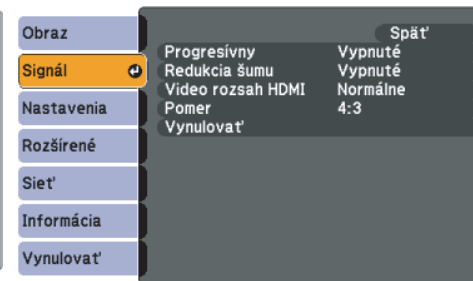 Obraz
Signál
Nastavenia
Rozšírené
Sieť
Informácia
Vynulovať
Späť
Progresívny Vypnuté
Redukcia šumu Vypnuté
Video rozsah HDMI Normálne
Pomer 4:3
Vynulovať